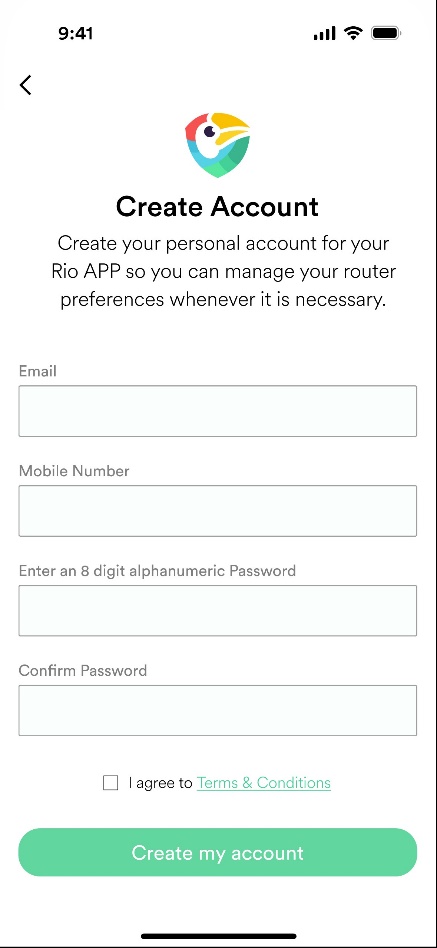 9:41
Create Account
Create your personal account for your
Rio APP so you can manage your router
preferences whenever it is necessary.
Email
Mobile Number
Enter an 8 digit alphanumeric Password
Confirm Password
I agree to Terms & Conditions
Create my account